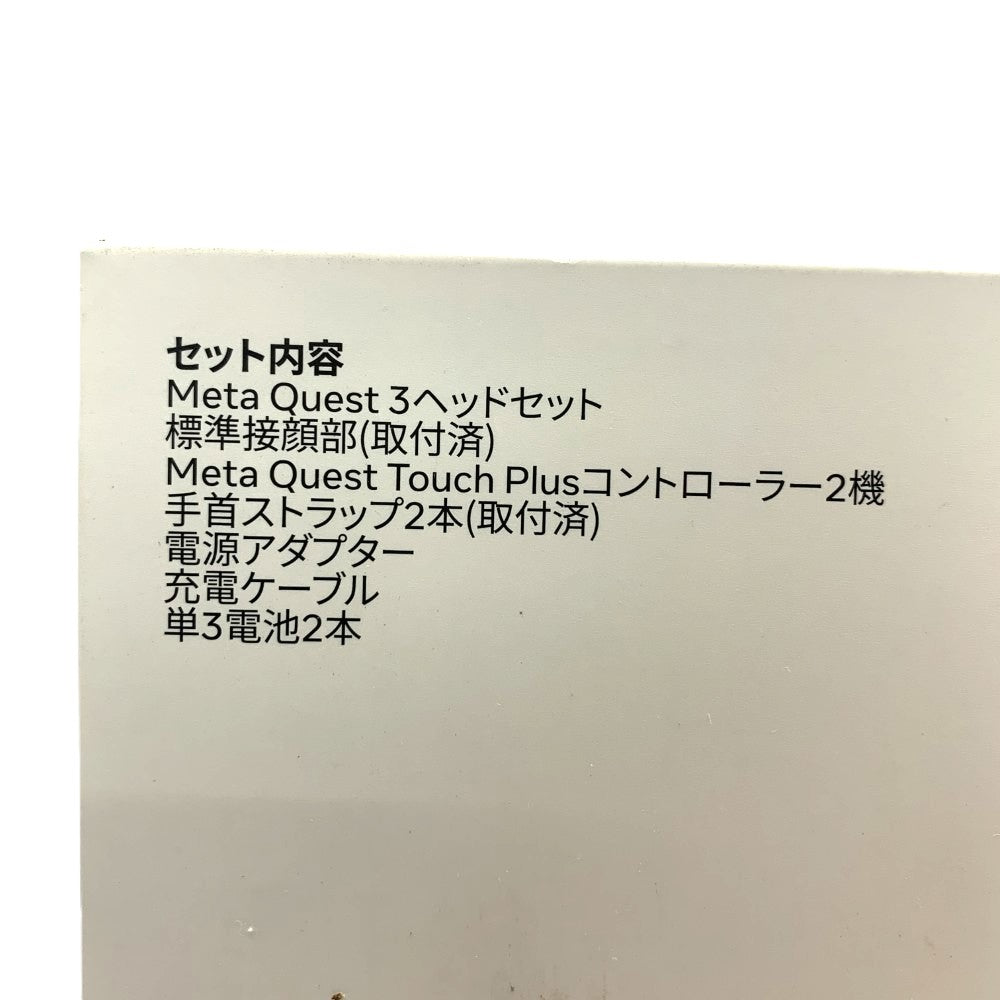 セット内容
Meta Quest 3ヘッドセット
標準接顔部(取付済)
Meta Quest Touch Plusコントローラー2機
手首ストラップ2本(取付済)
電源アダプター
充電ケーブル
単3電池2本